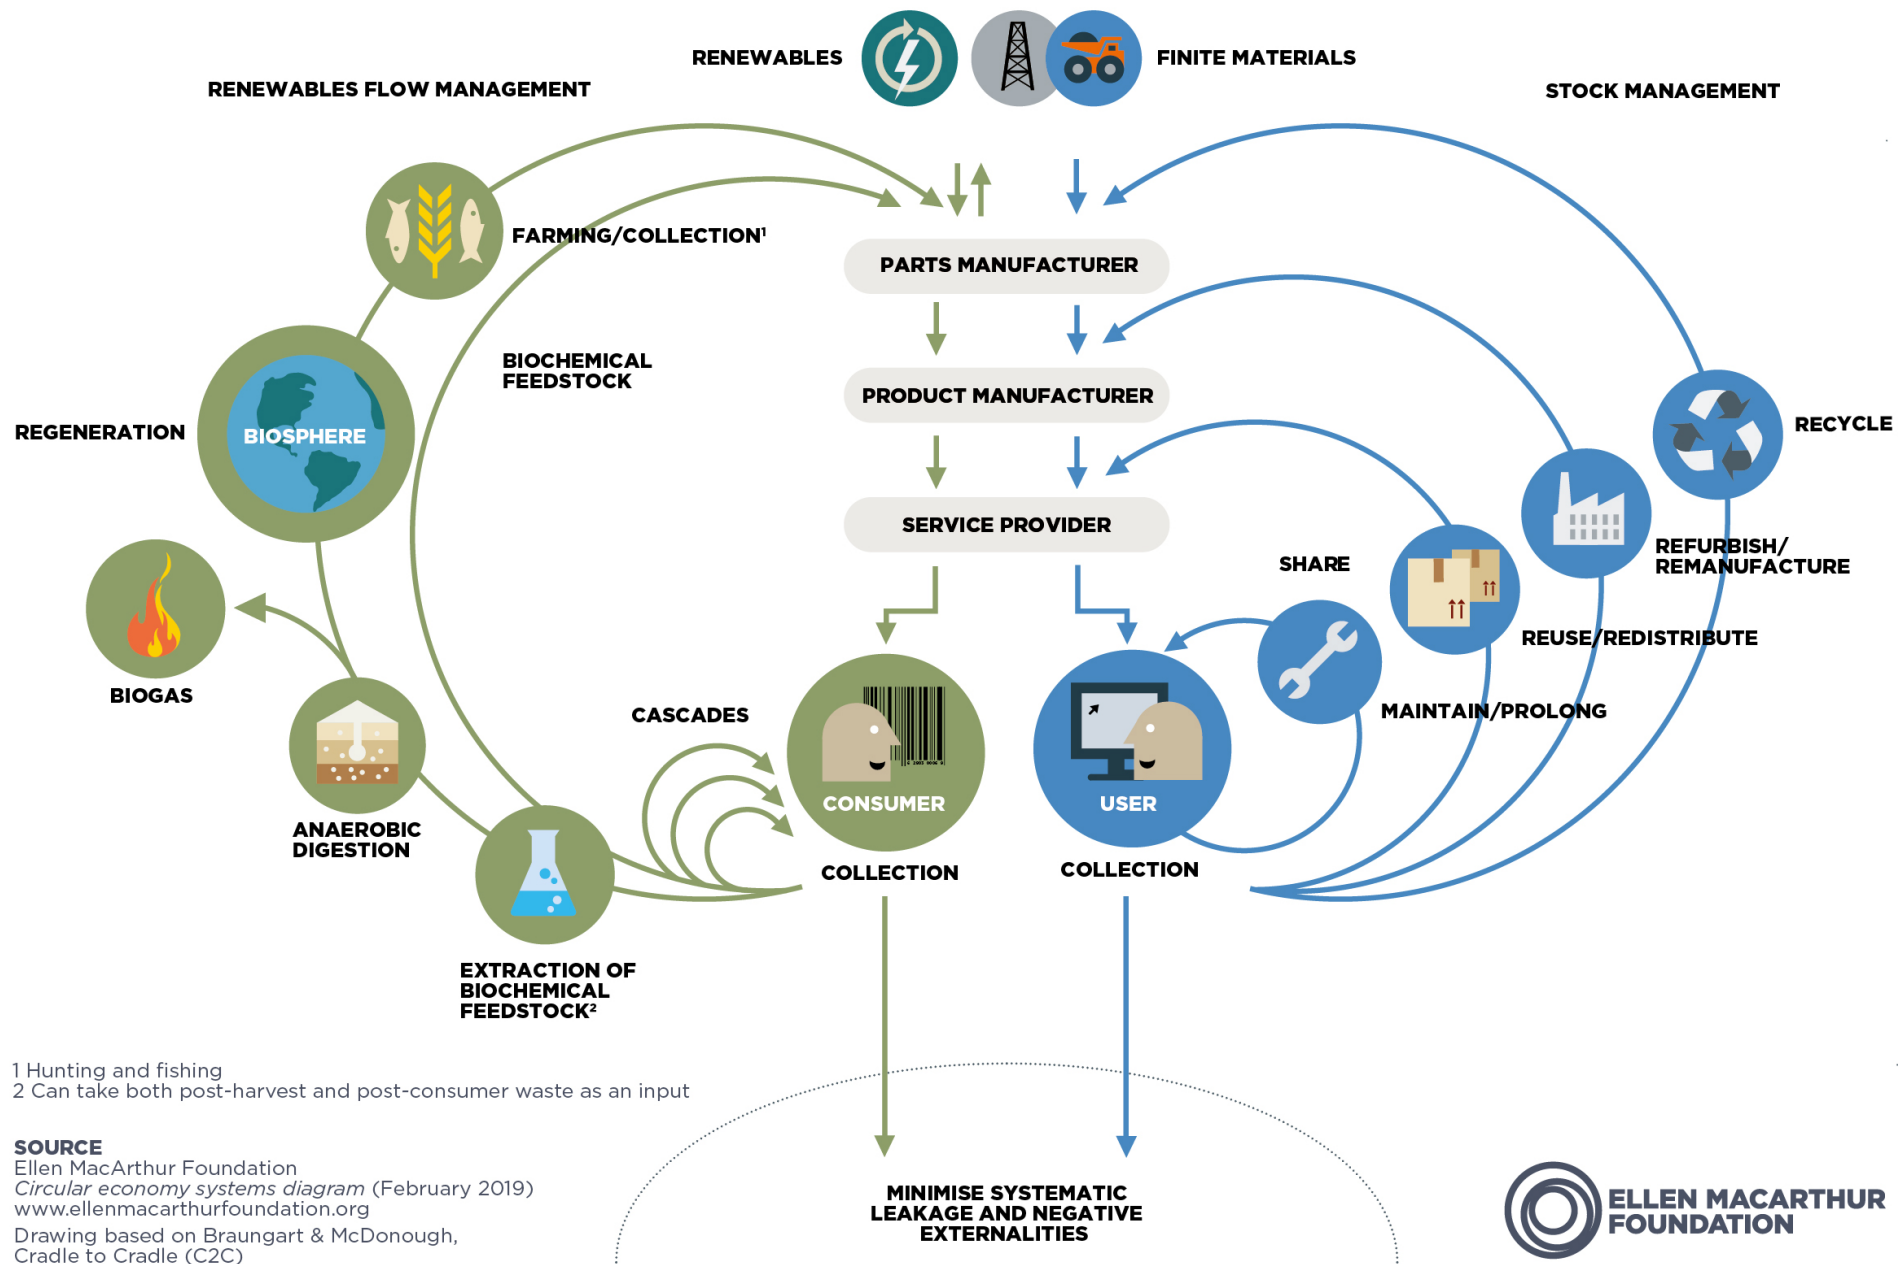 RENEWABLES
FINITE MATERIALS
RENEWABLES FLOW MANAGEMENT
STOCK MANAGEMENT
FARMING/COLLECTION¹
PARTS MANUFACTURER
BIOCHEMICAL
FEEDSTOCK
PRODUCT MANUFACTURER
REGENERATION
BIOSPHERE
RECYCLE
SERVICE PROVIDER
SHARE
REFURBISH/
REMANUFACTURE
REUSE/REDISTRIBUTE
BIOGAS
CASCADES
MAINTAIN/PROLONG
CONSUMER
USER
ANAEROBIC
DIGESTION
COLLECTION
COLLECTION
EXTRACTION OF
BIOCHEMICAL
FEEDSTOCK²
1 Hunting and fishing
2 Can take both post-harvest and post-consumer waste as an input
SOURCE
Ellen MacArthur Foundation
Circular economy systems diagram (February 2019)
www.ellenmacarthurfoundation.org
Drawing based on Braungart & McDonough,
Cradle to Cradle (C2C)
MINIMISE SYSTEMATIC
LEAKAGE AND NEGATIVE
EXTERNALITIES
ELLEN MACARTHUR
FOUNDATION